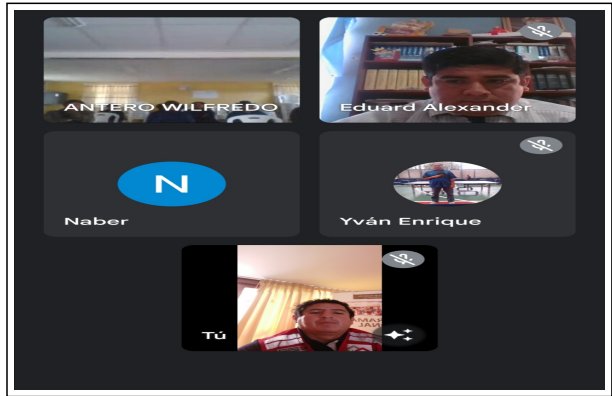 ANTERO WILFREDO
Eduard Alexander
N
Naber
Yván Enrique
Tú